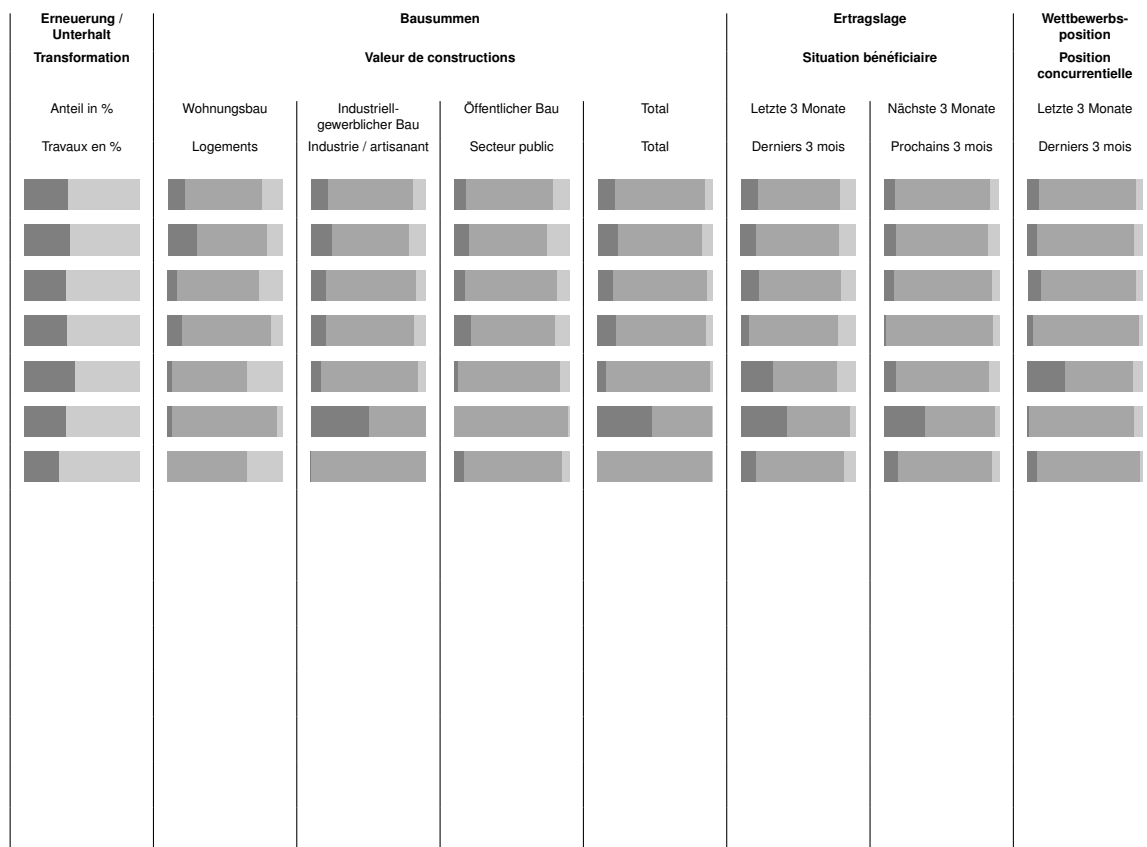 Erneuerung /
Unterhalt
Bausummen
Ertragslage
Wettbewerbs-
position
Transformation
Valeur de constructions
Situation bénéficiaire
Position
concurrentielle
Anteil in %
Wohnungsbau
Industriell-
gewerblicher Bau
Öffentlicher Bau
Total
Letzte 3 Monate
Nächste 3 Monate
Letzte 3 Monate
Travaux en %
Logements
Industrie / artisanant
Secteur public
Total
Derniers 3 mois
Prochains 3 mois
Derniers 3 mois